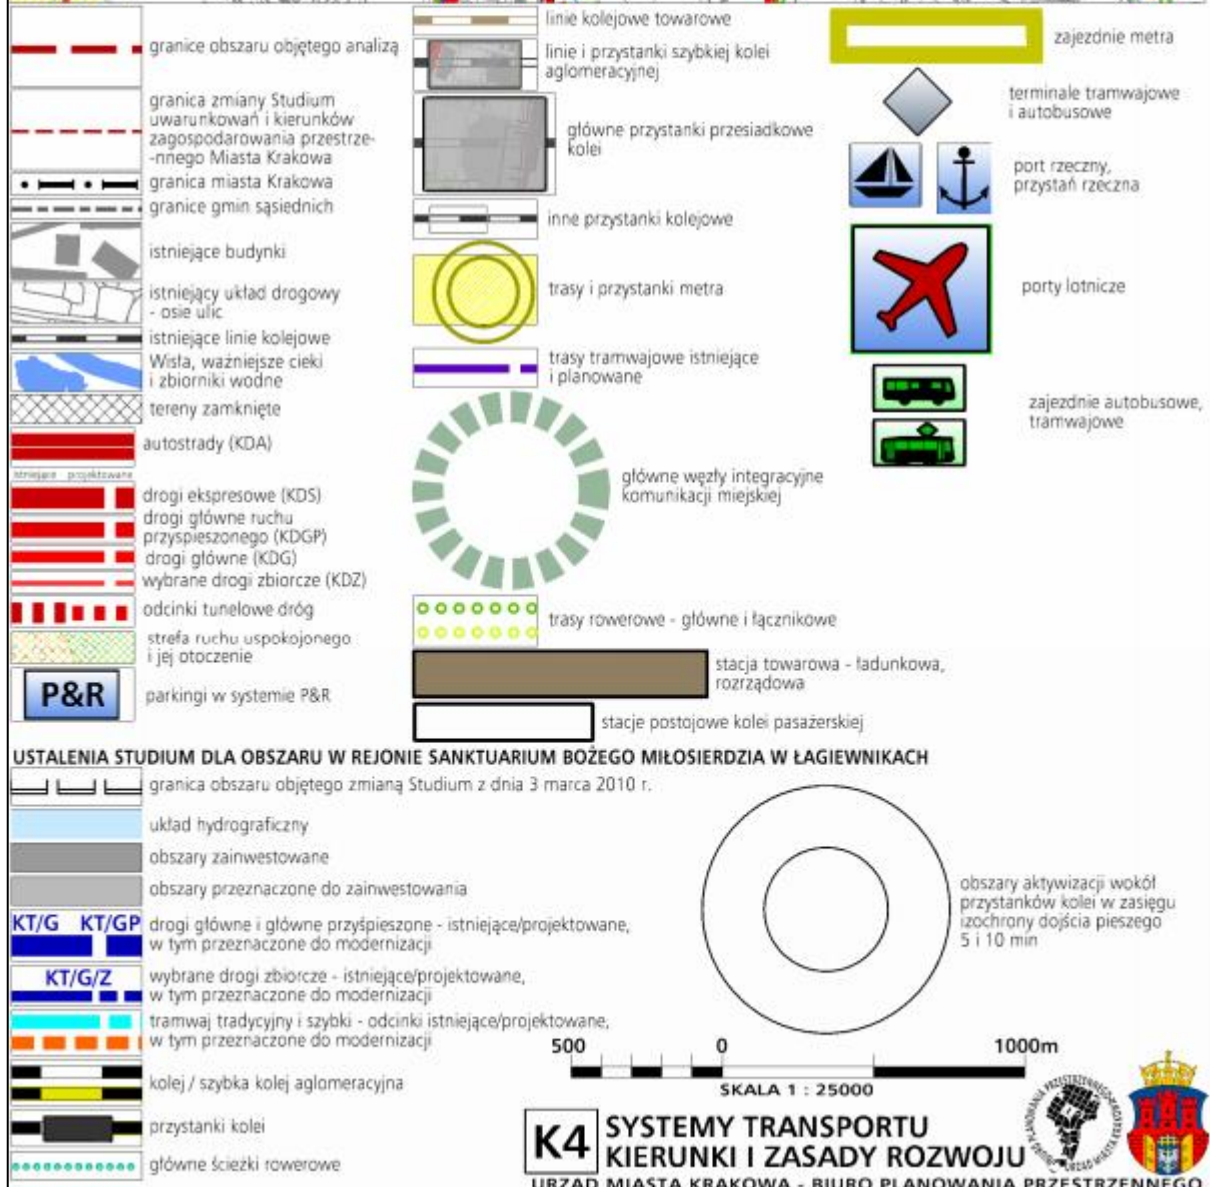 granice obszaru objętego analizą
granica zmiany Studium
uwarunkowań i kierunków
zagospodarowania przestrze-
-nnego Miasta Krakowa
granica miasta Krakowa
granice gmin sąsiednich
istniejące budynki
istniejący układ drogowy
- osie ulic
istniejące linie kolejowe
Wisła, ważniejsze cieki
i zbiorniki wodne
tereny zamknięte
autostrady (KDA)
istniejące projektowane
drogi ekspresowe (KDS)
drogi główne ruchu
przyspieszonego (KDGP)
drogi główne (KDG)
wybrane drogi zbiorcze (KDZ)
odcinki tunelowe dróg
strefa ruchu uspokojonego
i jej otoczenie
P&R
parkingi w systemie P&R
linie kolejowe towarowe
linie i przystanki szybkiej kolei
aglomeracyjnej
główne przystanki przesiadkowe
kolei
inne przystanki kolejowe
trasy i przystanki metra
trasy tramwajowe istniejące
i planowane
główne węzły integracyjne
komunikacji miejskiej
trasy rowerowe - główne i łącznikowe
stacja towarowa - ładunkowa,
rozrządowa
stacje postojowe kolei pasażerskiej
zajezdnie metra
terminale tramwajowe
i autobusowe
port rzeczny,
przystań rzeczna
porty lotnicze
zajezdnie autobusowe,
tramwajowe
USTALENIA STUDIUM DLA OBSZARU W REJONIE SANKTUARIUM BOŻEGO MIŁOSIERDZIA W ŁAGIEWNIKACH
granica obszaru objętego zmianą Studium z dnia 3 marca 2010 r.
układ hydrograficzny
obszary zainwestowane
obszary przeznaczone do zainwestowania
KT/G KT/GP
drogi główne i główne przyśpieszone - istniejące/projektowane,
w tym przeznaczone do modernizacji
KT/G/Z
wybrane drogi zbiorcze - istniejące/projektowane,
w tym przeznaczone do modernizacji
tramwaj tradycyjny i szybki - odcinki istniejące/projektowane,
w tym przeznaczone do modernizacji
kolej / szybka kolej aglomeracyjna
przystanki kolei
główne ścieżki rowerowe
obszary aktywizacji wokół
przystanków kolei w zasięgu
izochrony dojścia pieszego
5 i 10 min
500 0 1000m
SKALA 1 : 25000
K4
SYSTEMY TRANSPORTU
KIERUNKI I ZASADY ROZWOJU
URZĄD MIASTA KRAKOWA - BIURO PLANOWANIA PRZESTRZENNEGO